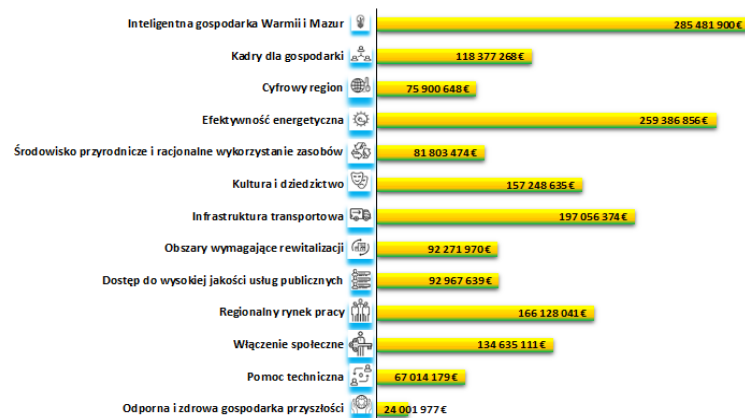 Inteligentna gospodarka Warmii i Mazur 285 481 900 €
Kadry dla gospodarki 118 377 268 €
Cyfrowy region 75 900 648 €
Efektywność energetyczna 259 386 856 €
Środowisko przyrodnicze i racjonalne wykorzystanie zasobów 81 803 474 €
Kultura i dziedzictwo 157 248 635 €
Infrastruktura transportowa 197 056 374 €
Obszary wymagające rewitalizacji 92 271 970 €
Dostęp do wysokiej jakości usług publicznych 92 967 639 €
Regionalny rynek pracy 166 128 041 €
Włączenie społeczne 134 635 111 €
Pomoc techniczna 67 014 179 €
Odporna i zdrowa gospodarka przyszłości 24 001 977 €